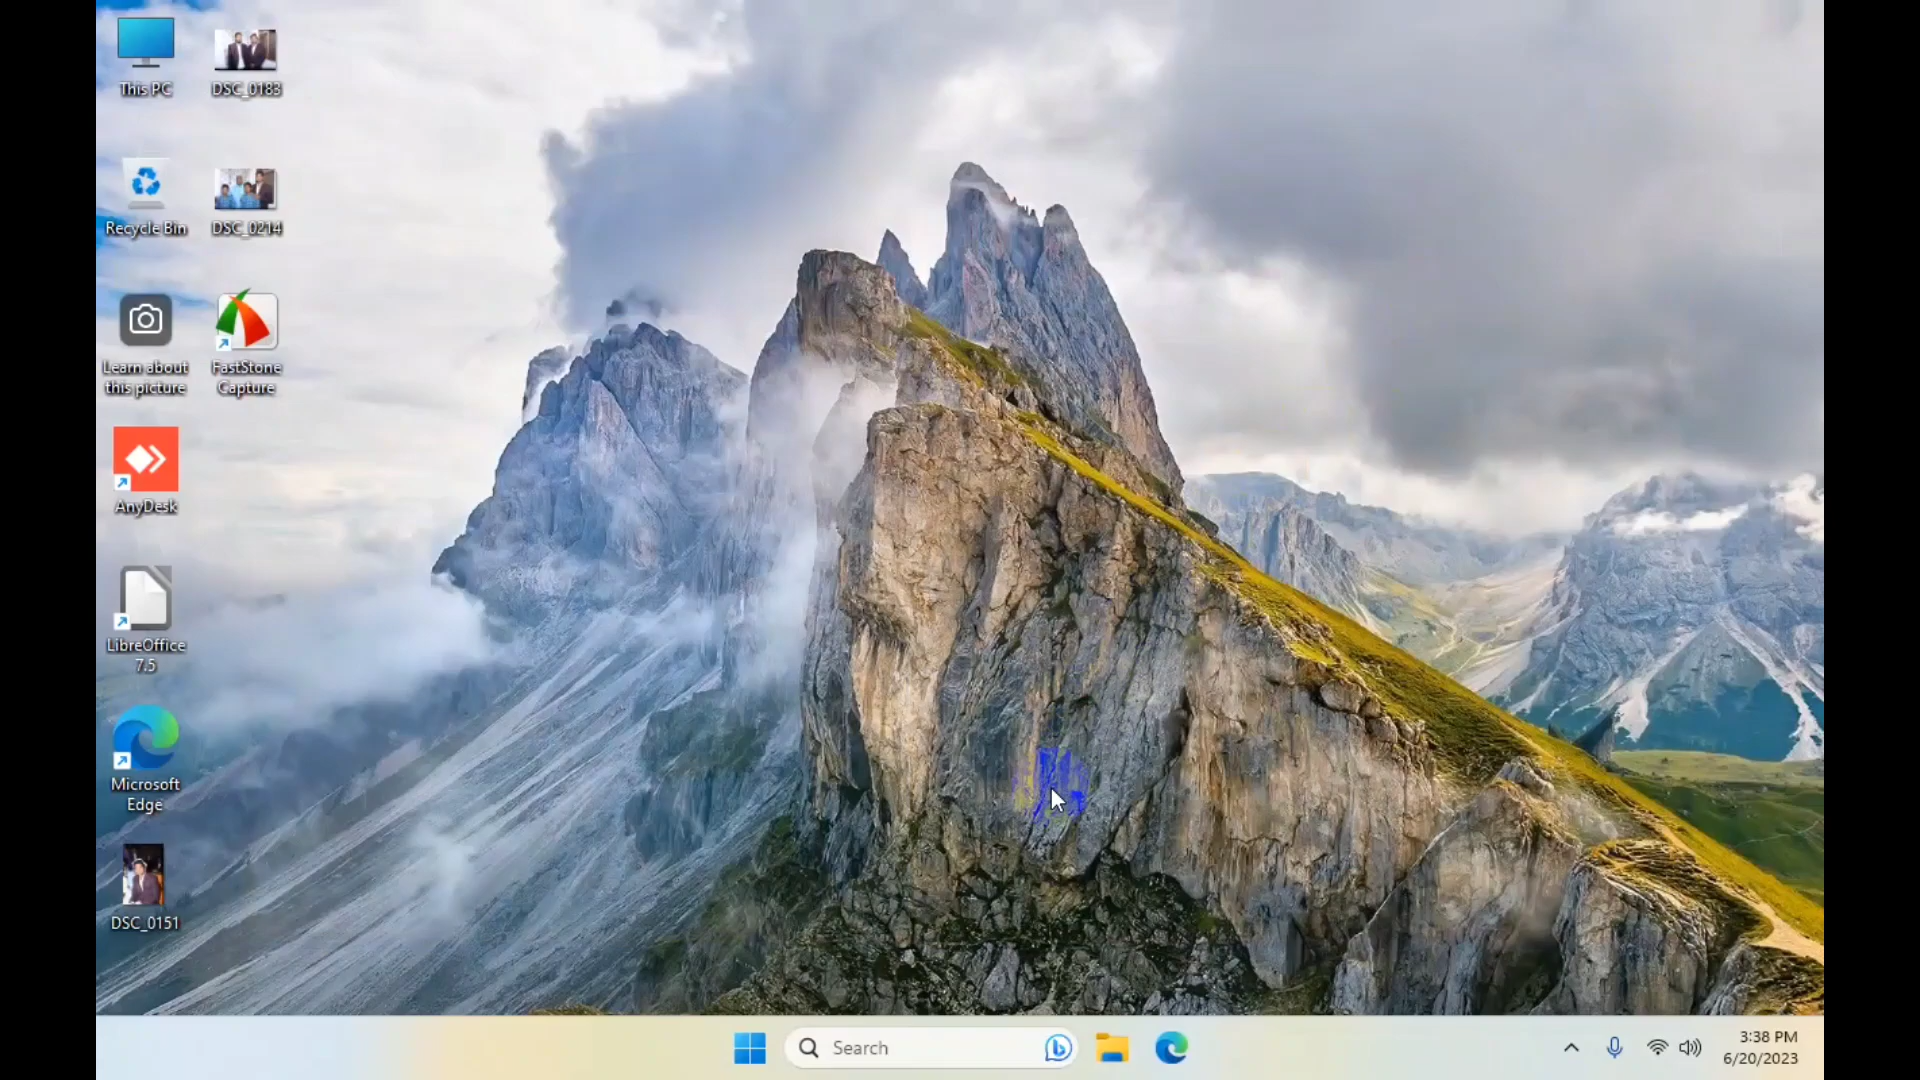 This PC
DSC_0183
Recycle Bin
DSC_0214
Learn about
this picture
FastStone
Capture
AnyDesk
LibreOffice
7.5
Microsoft
Edge
DSC_0151
Search
3:38 PM
6/20/2023